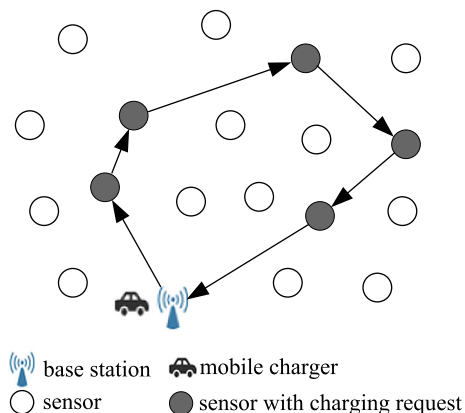 base station mobile charger
sensor sensor with charging request